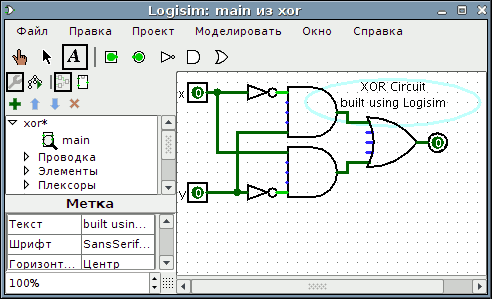 Logisim: main из xor
Файл Правка Проект Моделировать Окно Справка
A
xor*
main
Проводка
Элементы
Плексоры
Метка
Текст built usin...
Шрифт SansSerif...
Горизонт... Центр
100%
XOR Circuit
built using Logisim
x 0
0
y 0